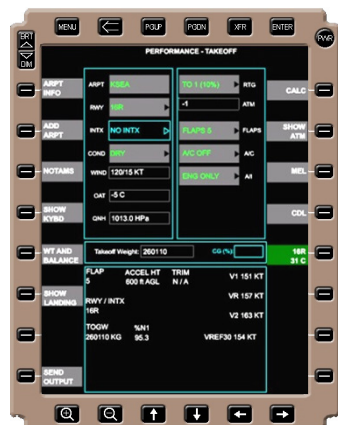 MENU PGUP PGDN XFR ENTER
BRT
DIM
PWR
PERFORMANCE - TAKEOFF
ARPT INFO
ARPT KSEA
TO 1 (10%) RTG
CALC
RWY 16R
-1 ATM
ADD ARPT
INTX NO INTX
FLAPS 5 FLAPS
SHOW ATM
COND DRY
A/C OFF A/C
NOTAMS
WIND 120/15 KT
ENG ONLY A/I
MEL
OAT -5 C
SHOW KYBD
QNH 1013.0 HPa
CDL
WT AND BALANCE
Takeoff Weight: 260110
CG (%):
16R
31 C
FLAP ACCEL HT TRIM
5 600 ft AGL N / A
V1 151 KT
SHOW LANDING
RWY / INTX
VR 157 KT
16R
V2 163 KT
TOGW %N1
260110 KG 95.3
VREF30 154 KT
SEND OUTPUT